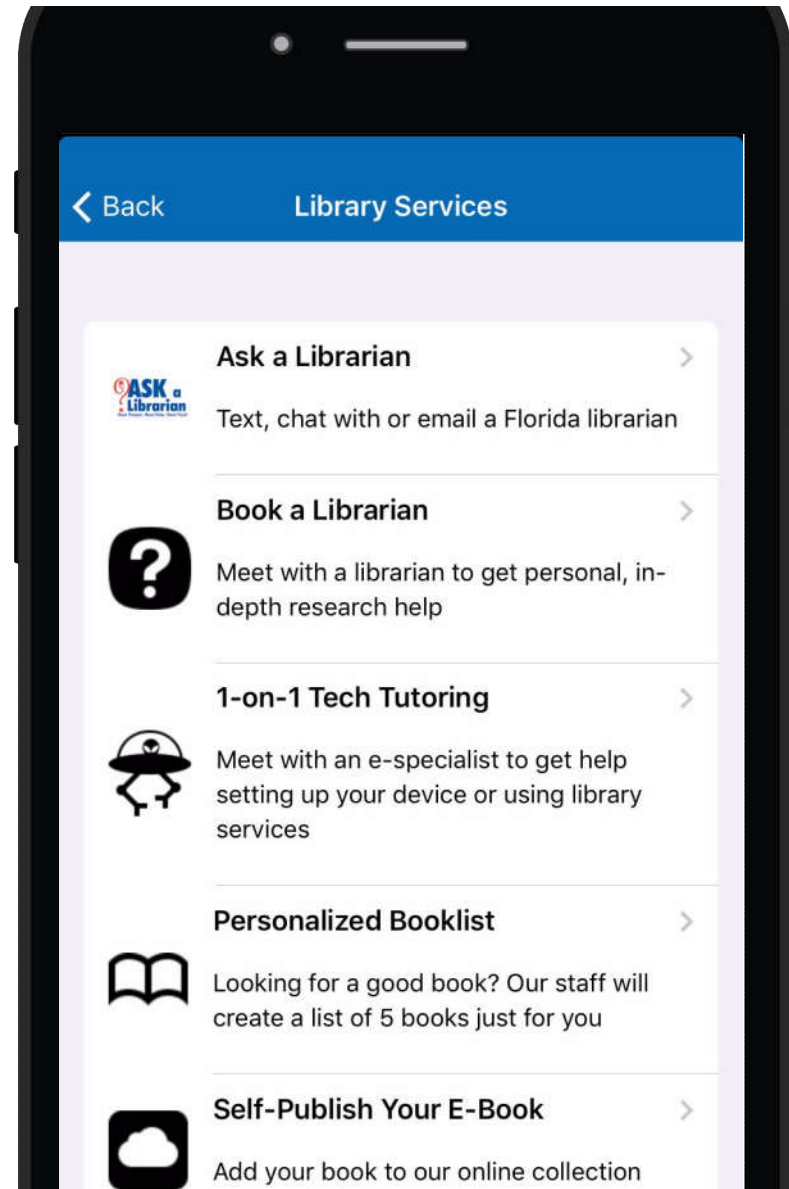 Back
Library Services
Ask a Librarian
ASK a
Librarian
Text, chat with or email a Florida librarian
Book a Librarian
?
Meet with a librarian to get personal, in-
depth research help
1-on-1 Tech Tutoring
Meet with an e-specialist to get help
setting up your device or using library
services
Personalized Booklist
Looking for a good book? Our staff will
create a list of 5 books just for you
Self-Publish Your E-Book
Add your book to our online collection